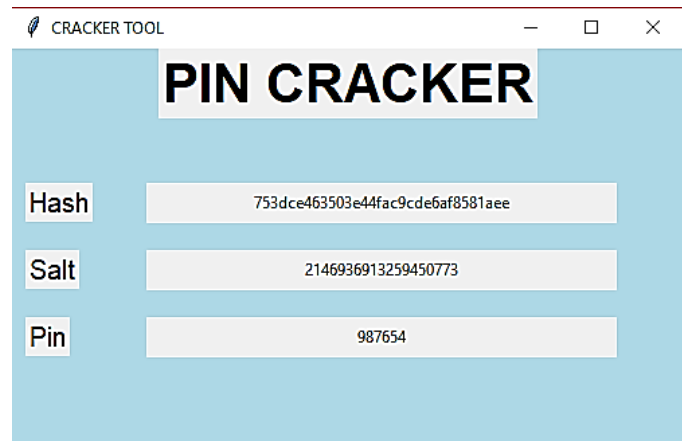 CRACKER TOOL
PIN CRACKER
Hash 753dce463503e44fac9cde6af8581aee
Salt 2146936913259450773
Pin 987654